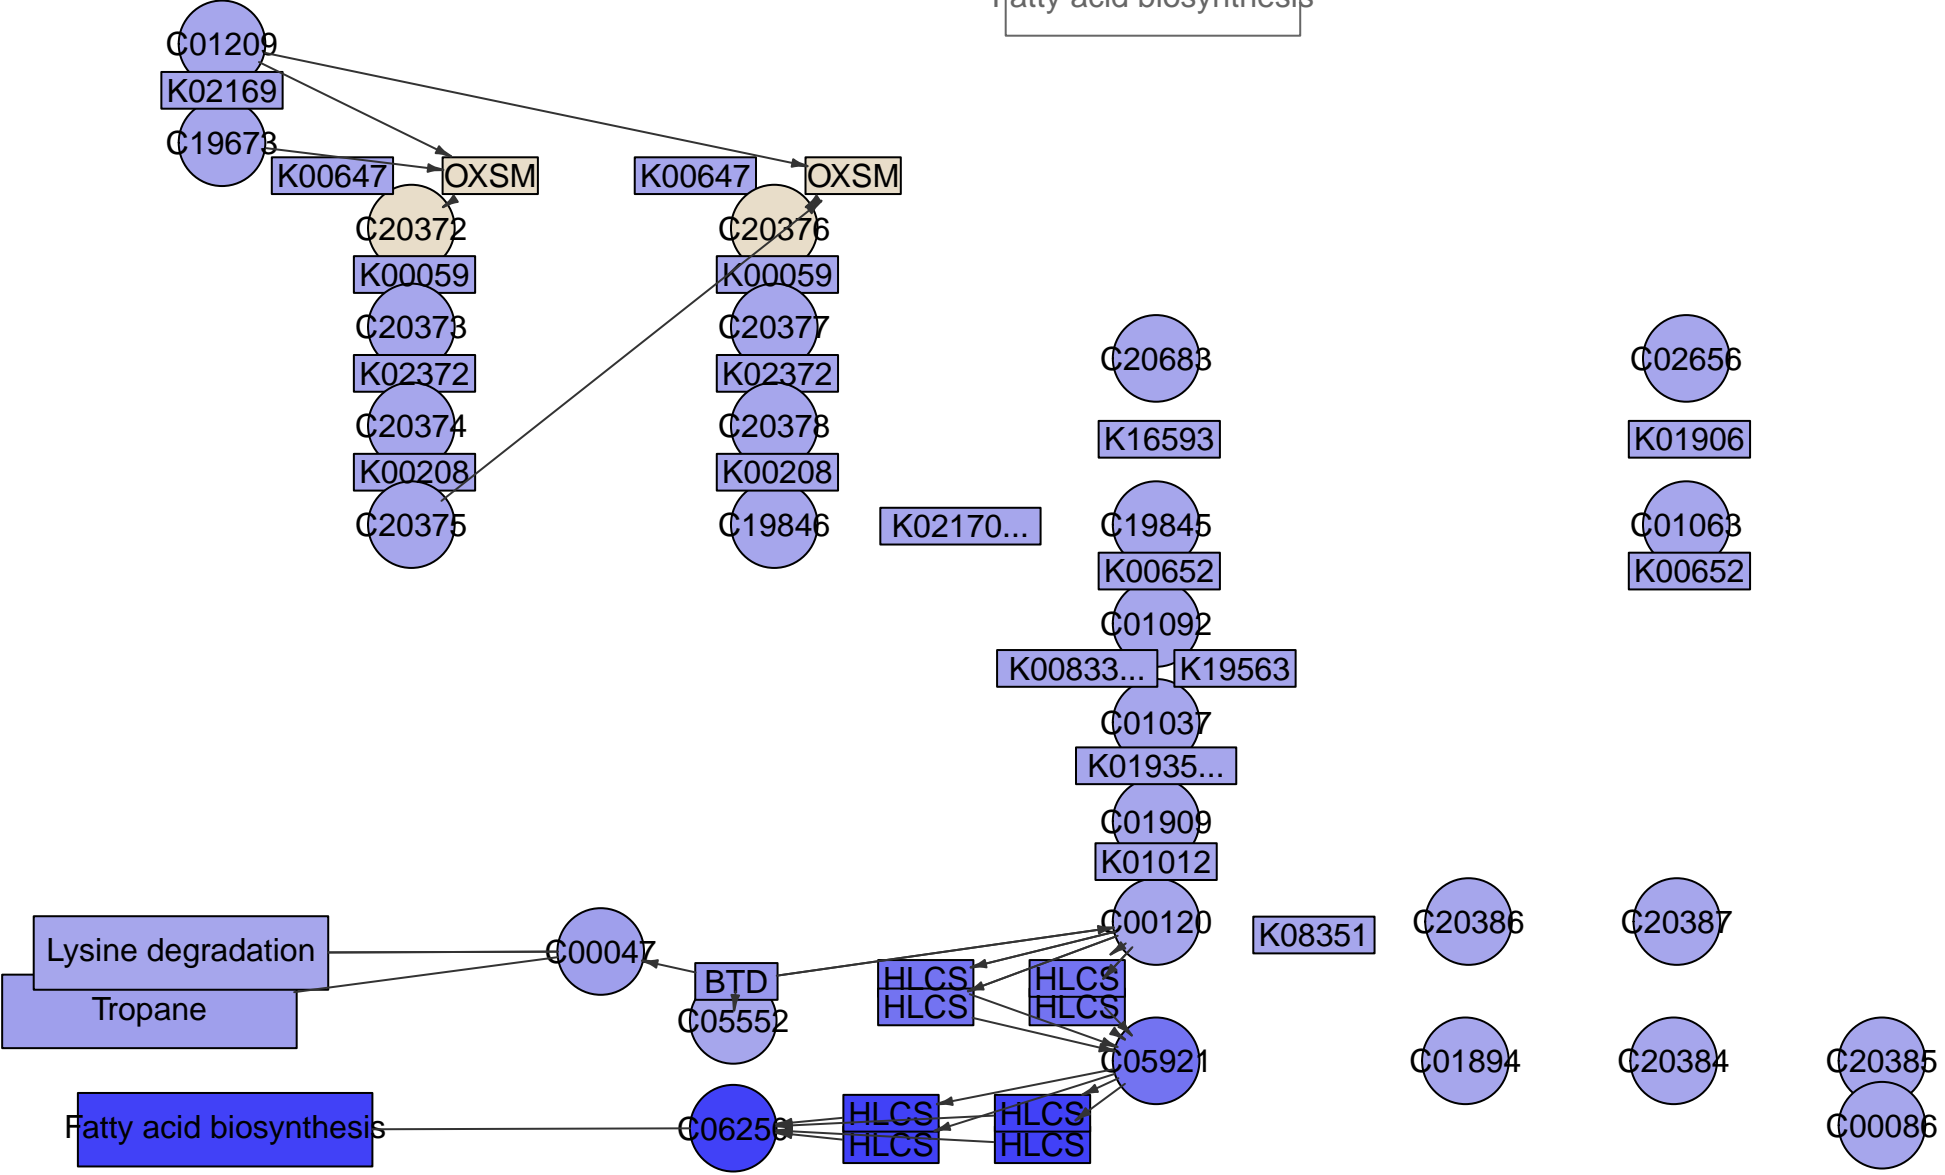 Fatty acid biosynthesis
C01209
K02169
C19673
K00647
OXSM
K00647
OXSM
C20372
C20376
K00059
K00059
C20373
C20377
C20683
C02656
K02372
K02372
C20374
C20378
K16593
K01906
K00208
K00208
C20375
C19846
K02170...
C19845
C01063
K00652
K00652
C01092
K00833...
K19563
C01037
K01935...
C01909
K01012
C00120
K08351
C20386
C20387
Lysine degradation
C00047
BTD
HLCS
HLCS
Tropane
HLCS
HLCS
C05552
C05921
C01894
C20384
C20385
Fatty acid biosynthesis
C06250
HLCS
HLCS
HLCS
HLCS
C00086